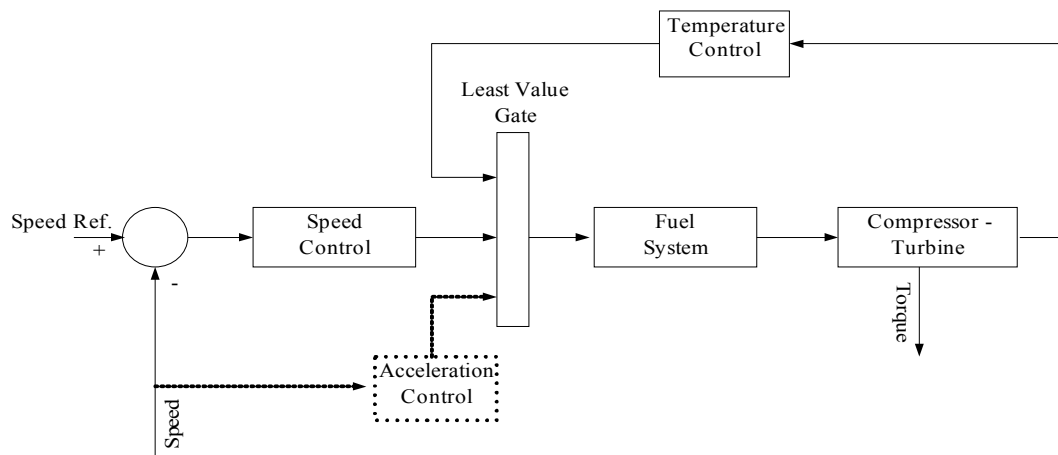 Temperature
Control
Least Value
Gate
Speed Ref.
+
-
Speed
Control
Fuel
System
Compressor -
Turbine
Torque
Acceleration
Control
Speed